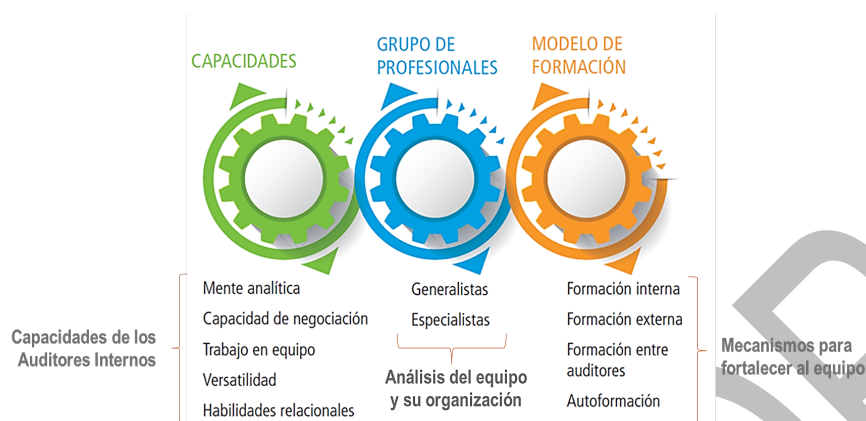 CAPACIDADES
GRUPO DE
PROFESIONALES
MODELO DE
FORMACIÓN
Capacidades de los
Auditores Internos
Mente analítica
Capacidad de negociación
Trabajo en equipo
Versatilidad
Habilidades relacionales
Generalistas
Especialistas
Análisis del equipo
y su organización
Formación interna
Formación externa
Formación entre
auditores
Autoformación
Mecanismos para
fortalecer al equipo